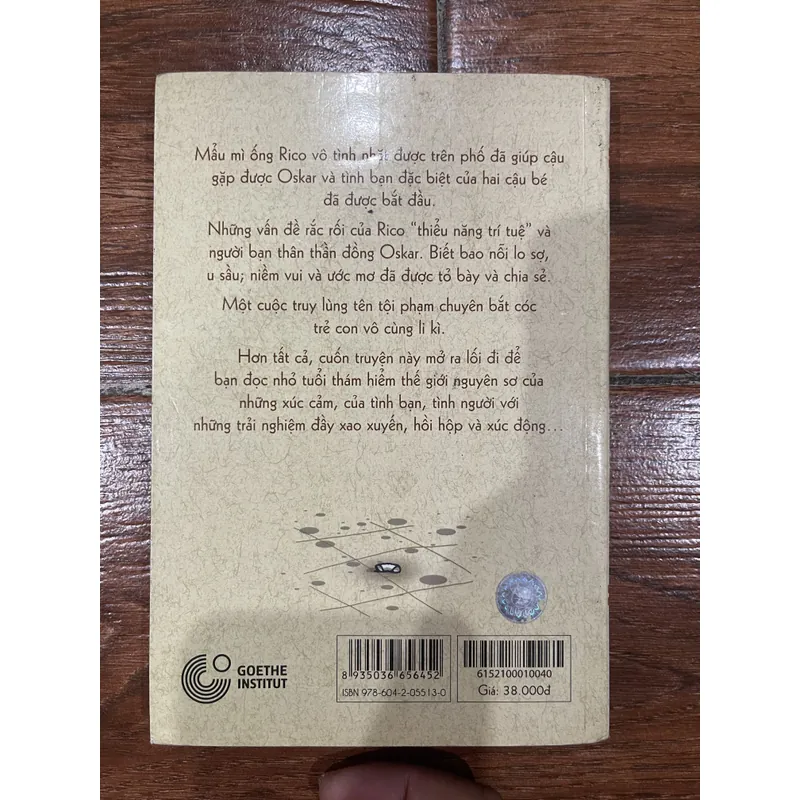 Mẩu mì ống Rico vô tình nhặt được trên phố đã giúp cậu
gặp được Oskar và tình bạn đặc biệt của hai cậu bé
đã được bắt đầu.
Những vấn đề rắc rối của Rico “thiểu năng trí tuệ” và
người bạn thân thần đồng Oskar. Biết bao nỗi lo sợ,
u sầu; niềm vui và ước mơ đã được tỏ bày và chia sẻ.
Một cuộc truy lùng tên tội phạm chuyên bắt cóc
trẻ con vô cùng li kì.
Hơn tất cả, cuốn truyện này mở ra lối đi để
bạn đọc nhỏ tuổi thám hiểm thế giới nguyên sơ của
những xúc cảm, của tình bạn, tình người với
những trải nghiệm đầy xao xuyến, hồi hộp và xúc động...
GOETHE
INSTITUT
8 935036 656452
ISBN 978-604-2-05513-0
6152100010040
Giá: 38.000đ